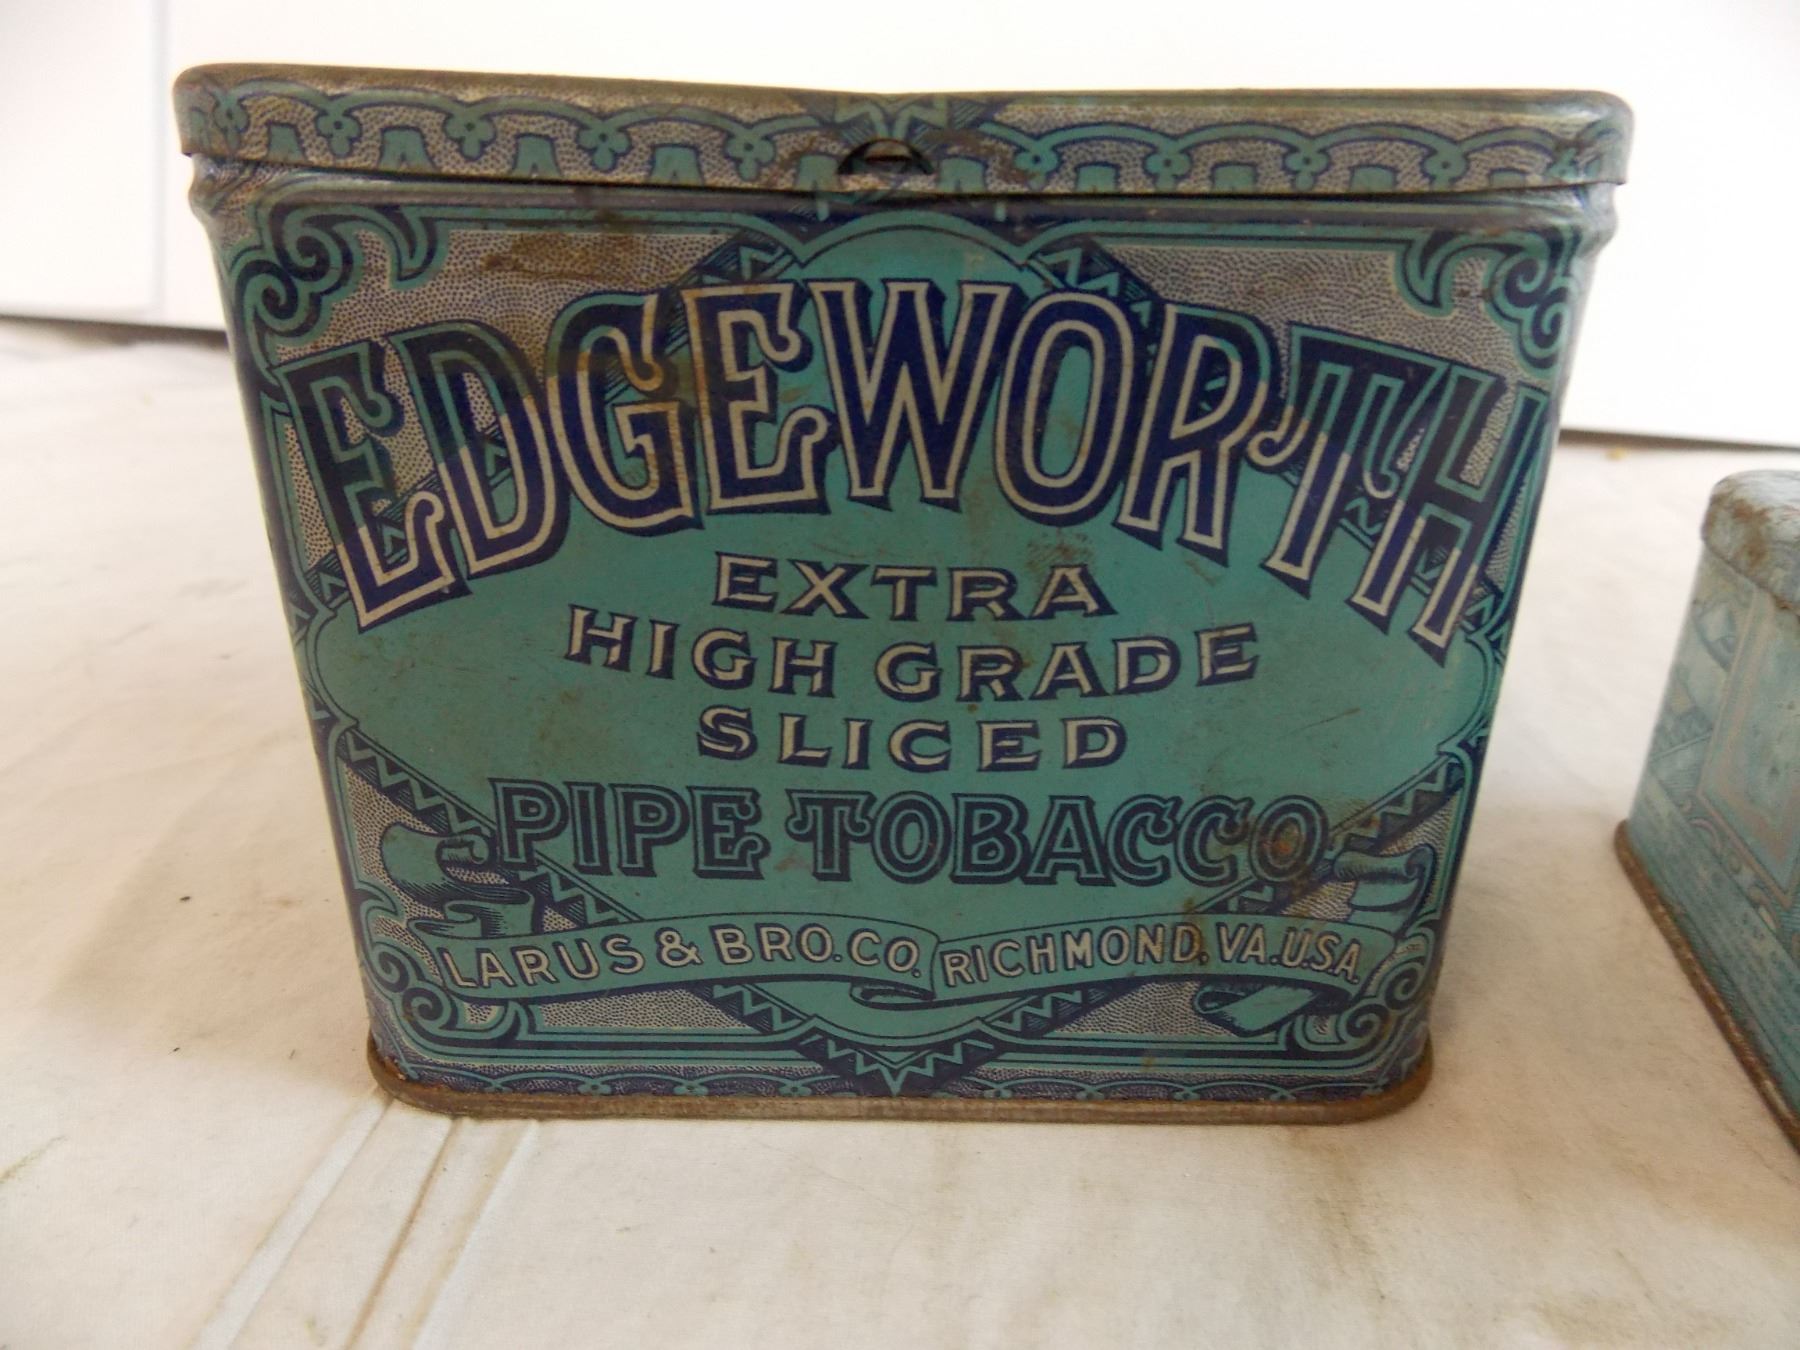 EDGEWORTH
EXTRA
HIGH GRADE
SLICED
PIPE TOBACCO
LARUS & BRO. CO. RICHMOND, VA. U.S.A.